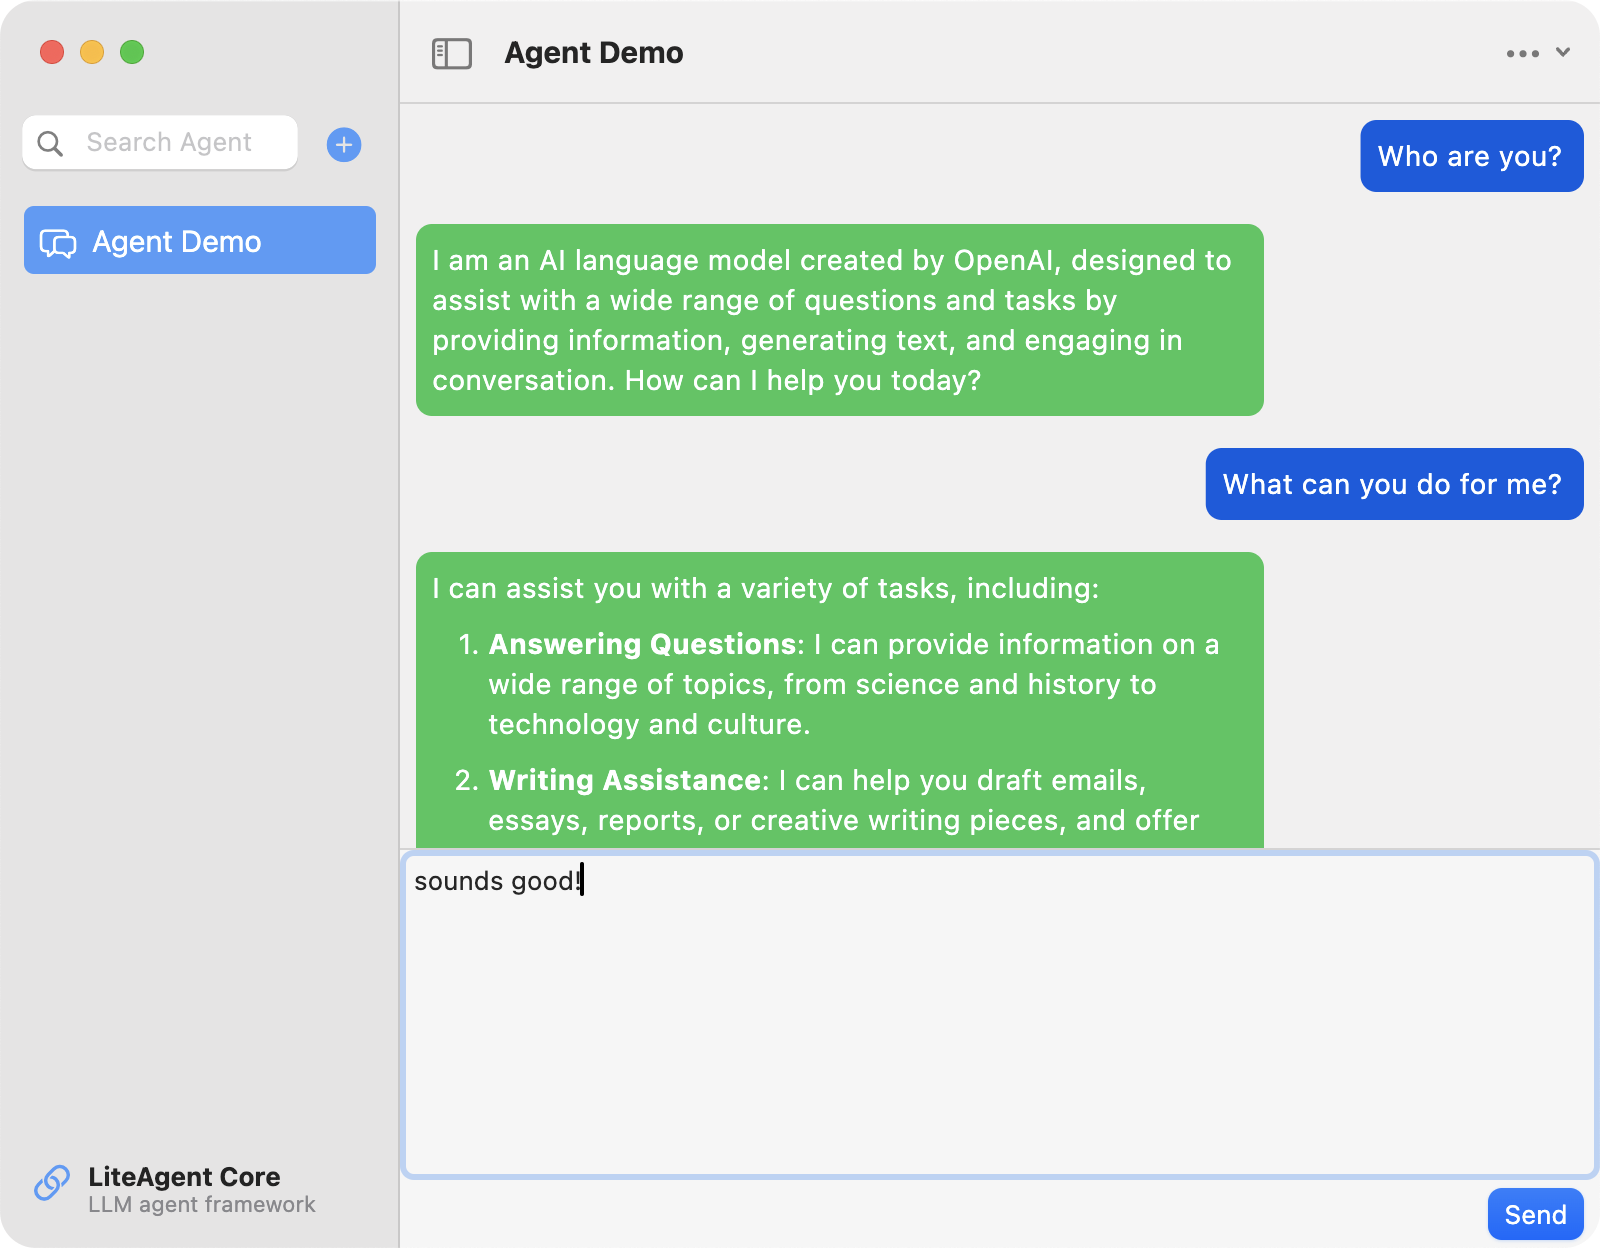 Agent Demo
Search Agent
Agent Demo
Who are you?
I am an AI language model created by OpenAI, designed to
assist with a wide range of questions and tasks by
providing information, generating text, and engaging in
conversation. How can I help you today?
What can you do for me?
I can assist you with a variety of tasks, including:
1. Answering Questions: I can provide information on a
wide range of topics, from science and history to
technology and culture.
2. Writing Assistance: I can help you draft emails,
essays, reports, or creative writing pieces, and offer
sounds good!
LiteAgent Core
LLM agent framework
Send